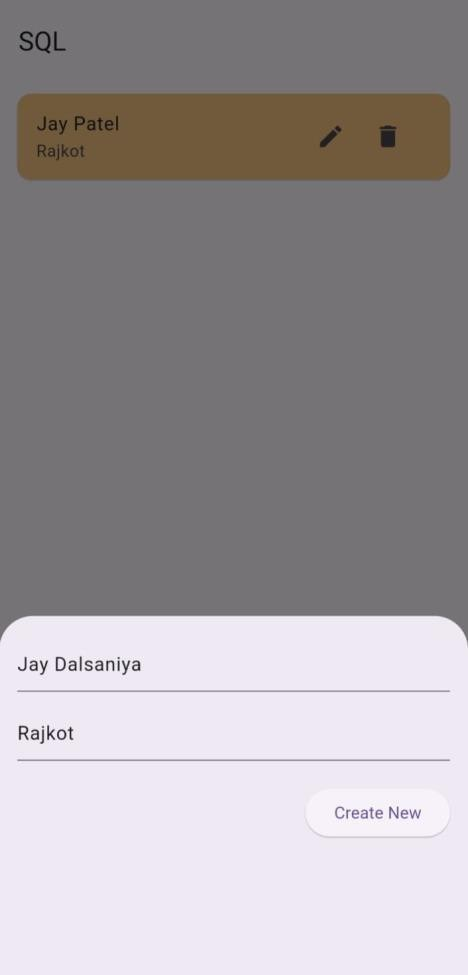 SQL
Jay Patel
Rajkot
Jay Dalsaniya
Rajkot
Create New